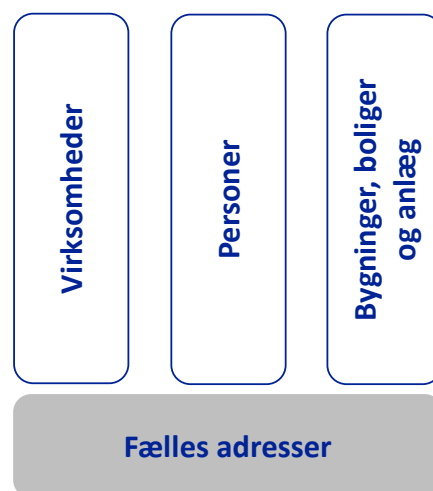 Virksomheder
Personer
Bygninger, boliger
og anlæg
Fælles adresser